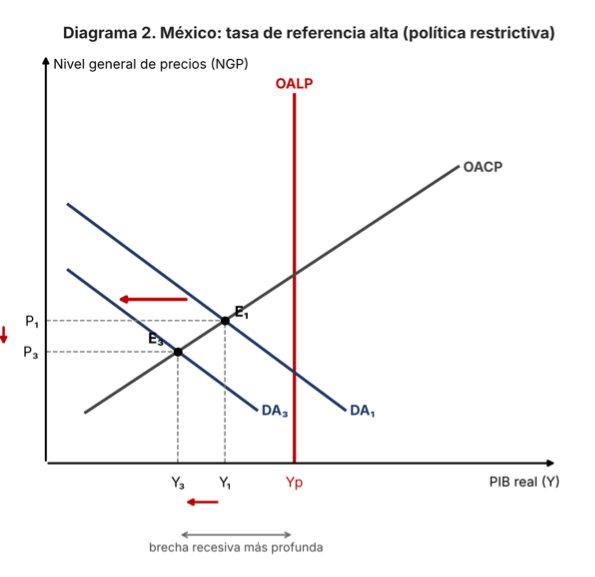 Diagrama 2. México: tasa de referencia alta (política restrictiva)
Nivel general de precios (NGP)
OALP
OACP
P₁
E₁
P₃
E₃
DA₃
DA₁
Y₃
Y₁
Yp
PIB real (Y)
brecha recesiva más profunda